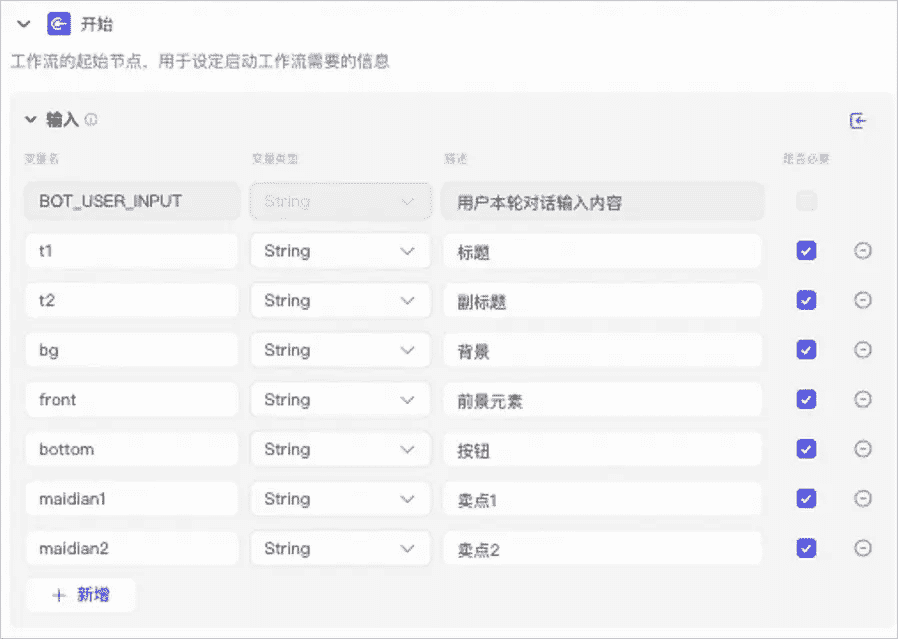 开始
工作流的起始节点，用于设定启动工作流需要的信息
输入
变量名 变量类型 描述 是否必要
BOT_USER_INPUT String 用户本轮对话输入内容
t1 String 标题
t2 String 副标题
bg String 背景
front String 前景元素
bottom String 按钮
maidian1 String 卖点1
maidian2 String 卖点2
+ 新增